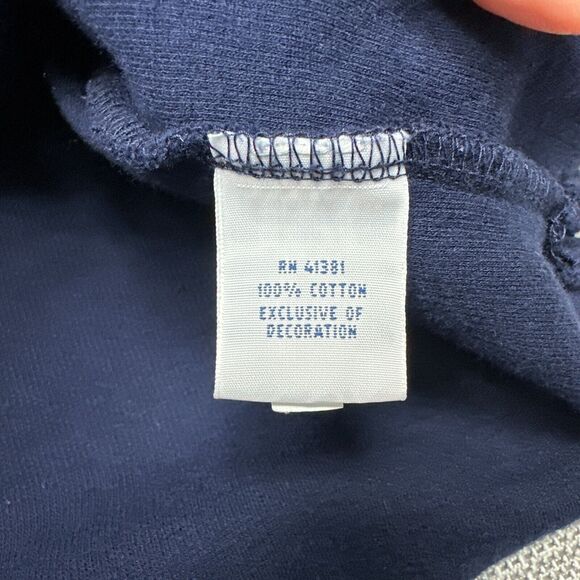 RN 41381
100% COTTON
EXCLUSIVE OF
DECORATION